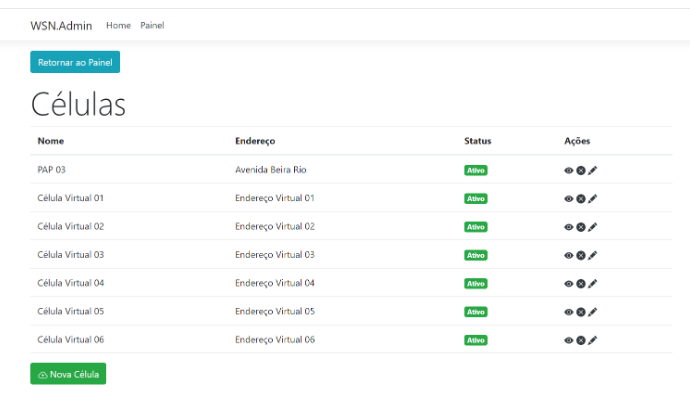 WSN.Admin Home Painel
Retornar ao Painel
Células
Nome Endereço Status Ações
PAP 03 Avenida Beira Rio Ativo
Célula Virtual 01 Endereço Virtual 01 Ativo
Célula Virtual 02 Endereço Virtual 02 Ativo
Célula Virtual 03 Endereço Virtual 03 Ativo
Célula Virtual 04 Endereço Virtual 04 Ativo
Célula Virtual 05 Endereço Virtual 05 Ativo
Célula Virtual 06 Endereço Virtual 06 Ativo
Nova Célula